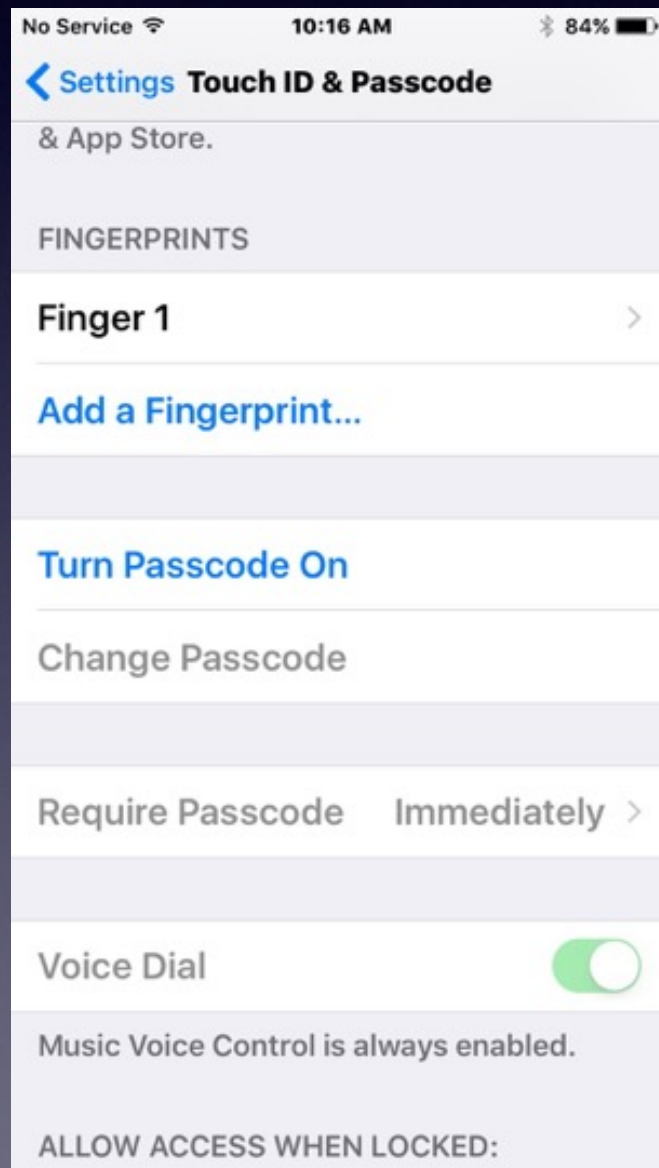 No Service 10:16 AM 84%
Settings Touch ID & Passcode
& App Store.
FINGERPRINTS
Finger 1
Add a Fingerprint...
Turn Passcode On
Change Passcode
Require Passcode Immediately
Voice Dial
Music Voice Control is always enabled.
ALLOW ACCESS WHEN LOCKED: